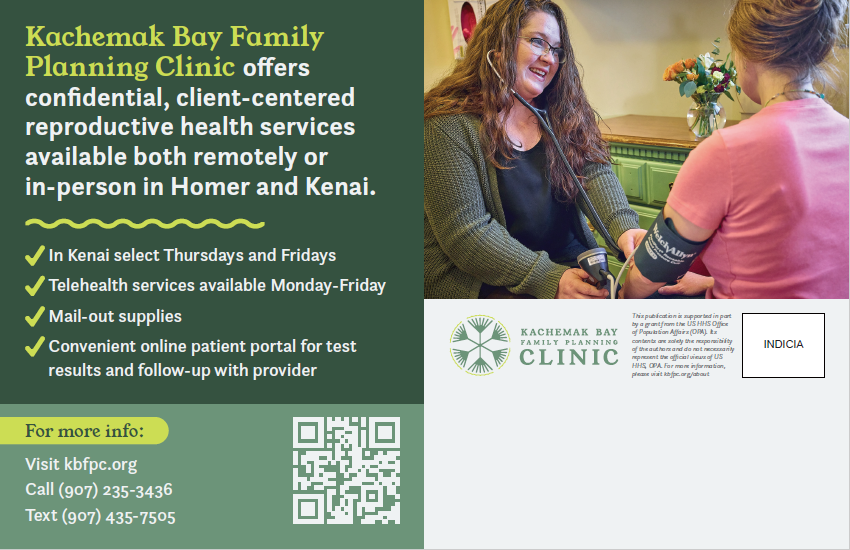 Kachemak Bay Family
Planning Clinic offers
confidential, client-centered
reproductive health services
available both remotely or
in-person in Homer and Kenai.
In Kenai select Thursdays and Fridays
Telehealth services available Monday-Friday
Mail-out supplies
Convenient online patient portal for test
results and follow-up with provider
For more info:
Visit kbfpc.org
Call (907) 235-3436
Text (907) 435-7505
WelchAllyn
KACHEMAK BAY
FAMILY PLANNING
CLINIC
This publication is supported in part
by a grant from the US HHS Office
of Population Affairs (OPA). Its
contents are solely the responsibility
of the authors and do not necessarily
represent the official views of US
HHS, OPA. For more information,
please visit kbfpc.org/about.
INDICIA